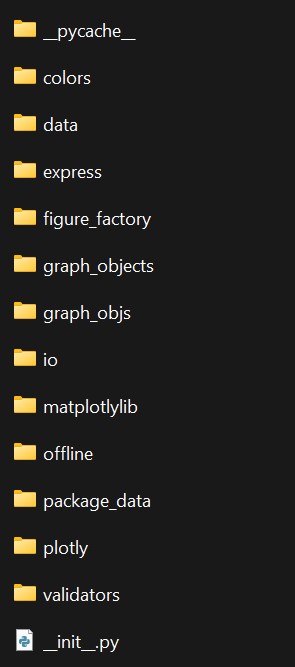 __pycache__
colors
data
express
figure_factory
graph_objects
graph_objs
io
matplotlylib
offline
package_data
plotly
validators
__init__.py